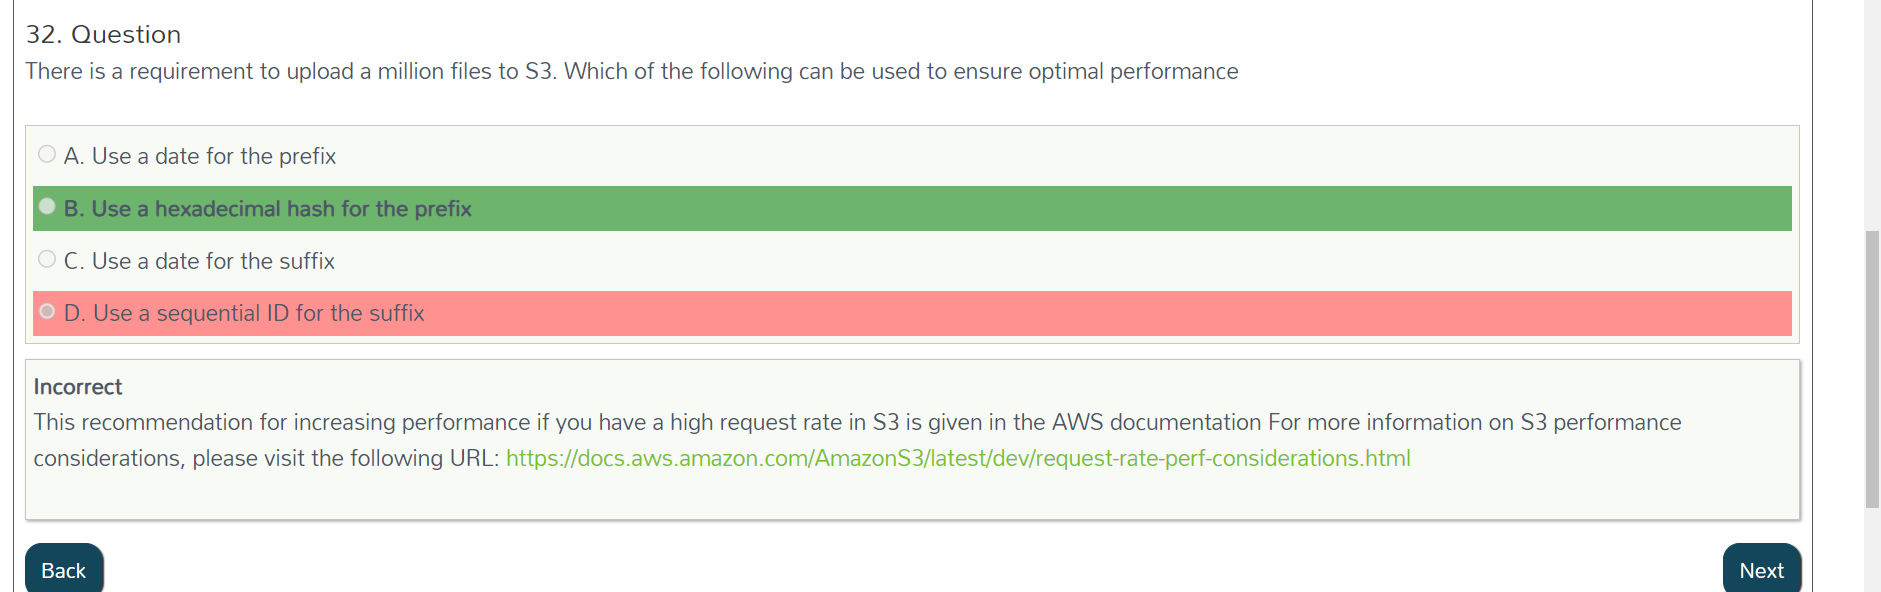 32. Question
There is a requirement to upload a million files to S3. Which of the following can be used to ensure optimal performance
A. Use a date for the prefix
B. Use a hexadecimal hash for the prefix
C. Use a date for the suffix
D. Use a sequential ID for the suffix
Incorrect
This recommendation for increasing performance if you have a high request rate in S3 is given in the AWS documentation For more information on S3 performance
considerations, please visit the following URL: https://docs.aws.amazon.com/AmazonS3/latest/dev/request-rate-perf-considerations.html
Back
Next